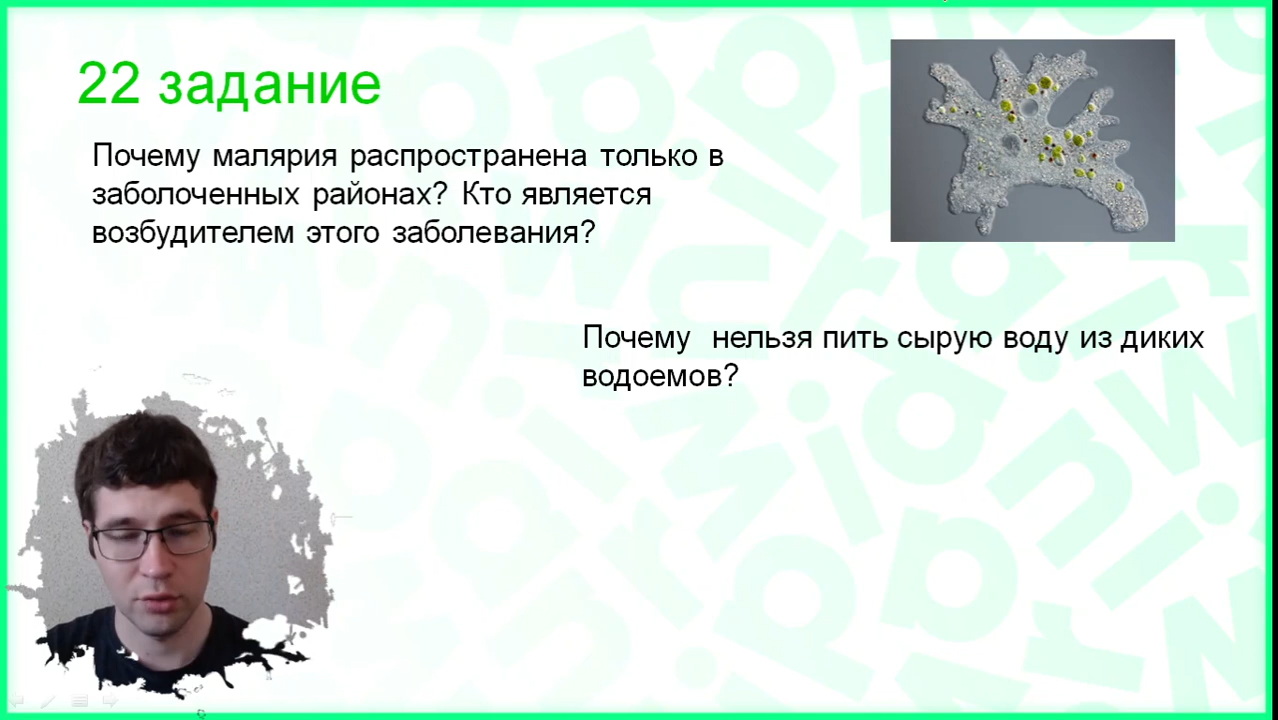 22 задание
Почему малярия распространена только в
заболоченных районах? Кто является
возбудителем этого заболевания?
Почему нельзя пить сырую воду из диких
водоемов?